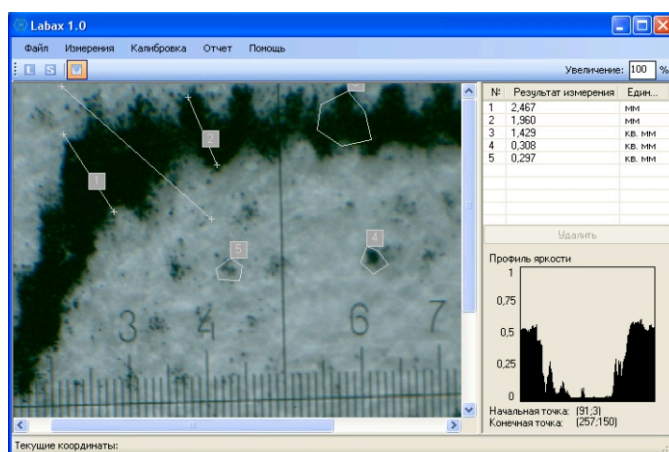 Labax 1.0
Файл Измерения Калибровка Отчет Помощь
L S Увеличение: 100 %
№ Результат измерения Един...
1 2,467 мм
2 1,960 мм
3 1,429 кв. мм
4 0,308 кв. мм
5 0,297 кв. мм
Удалить
Профиль яркости
1
0,75
0,5
0,25
0
Начальная точка: (91;3)
Конечная точка: (257;150)
3
2
1
5
4
3 4 6 7
Текущие координаты: